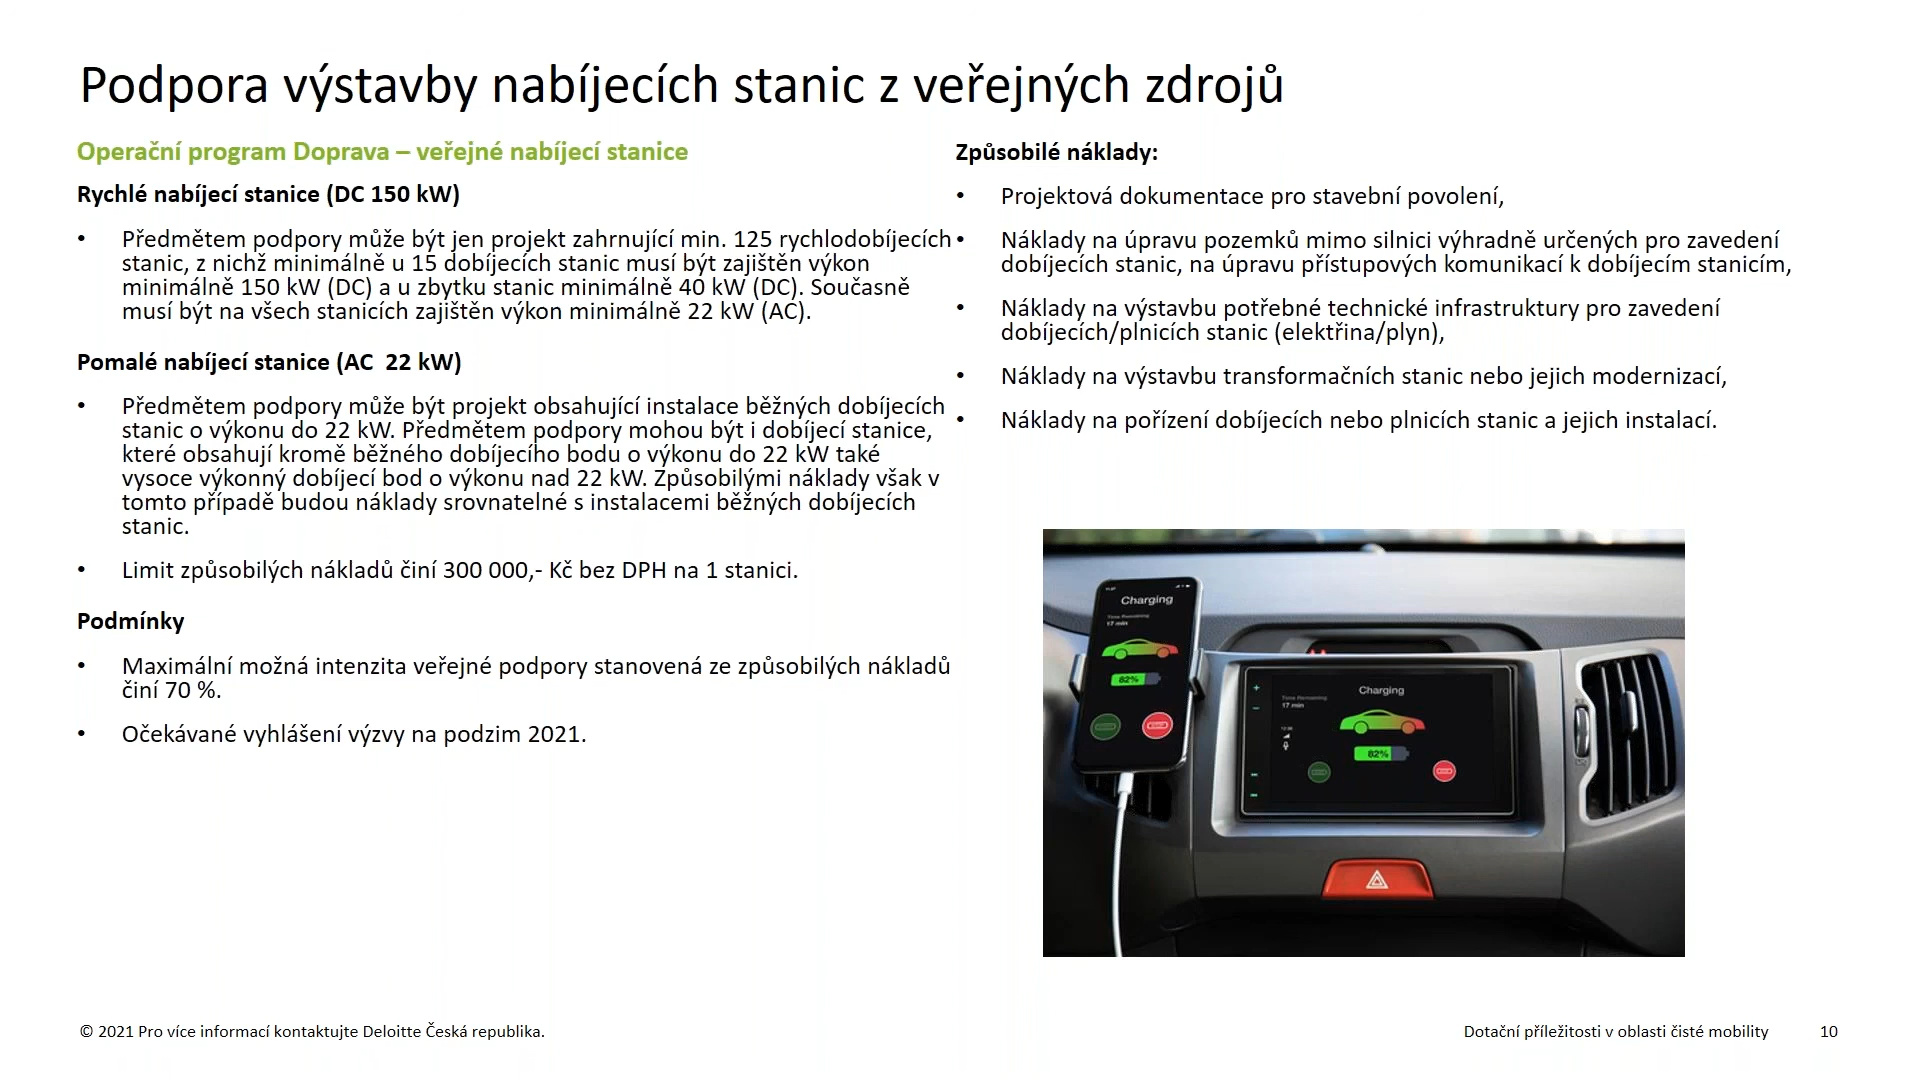 Podpora výstavby nabíjecích stanic z veřejných zdrojů
Operační program Doprava – veřejné nabíjecí stanice
Rychlé nabíjecí stanice (DC 150 kW)
• Předmětem podpory může být jen projekt zahrnující min. 125 rychlodobíjecích
stanic, z nichž minimálně u 15 dobíjecích stanic musí být zajištěn výkon
minimálně 150 kW (DC) a u zbytku stanic minimálně 40 kW (DC). Současně
musí být na všech stanicích zajištěn výkon minimálně 22 kW (AC).
Pomalé nabíjecí stanice (AC  22 kW)
• Předmětem podpory může být projekt obsahující instalace běžných dobíjecích
stanic o výkonu do 22 kW. Předmětem podpory mohou být i dobíjecí stanice,
které obsahují kromě běžného dobíjecího bodu o výkonu do 22 kW také
vysoce výkonný dobíjecí bod o výkonu nad 22 kW. Způsobilými náklady však v
tomto případě budou náklady srovnatelné s instalacemi běžných dobíjecích
stanic.
• Limit způsobilých nákladů činí 300 000,- Kč bez DPH na 1 stanici.
Podmínky
• Maximální možná intenzita veřejné podpory stanovená ze způsobilých nákladů
činí 70 %.
• Očekávané vyhlášení výzvy na podzim 2021.
Způsobilé náklady:
• Projektová dokumentace pro stavební povolení,
• Náklady na úpravu pozemků mimo silnici výhradně určených pro zavedení
dobíjecích stanic, na úpravu přístupových komunikací k dobíjecím stanicím,
• Náklady na výstavbu potřebné technické infrastruktury pro zavedení
dobíjecích/plnicích stanic (elektřina/plyn),
• Náklady na výstavbu transformačních stanic nebo jejich modernizací,
• Náklady na pořízení dobíjecích nebo plnicích stanic a jejich instalací.
Charging
Time Remaining
17 min
82%
Charging
Time Remaining
17 min
82%
© 2021 Pro více informací kontaktujte Deloitte Česká republika.
Dotační příležitosti v oblasti čisté mobility
10